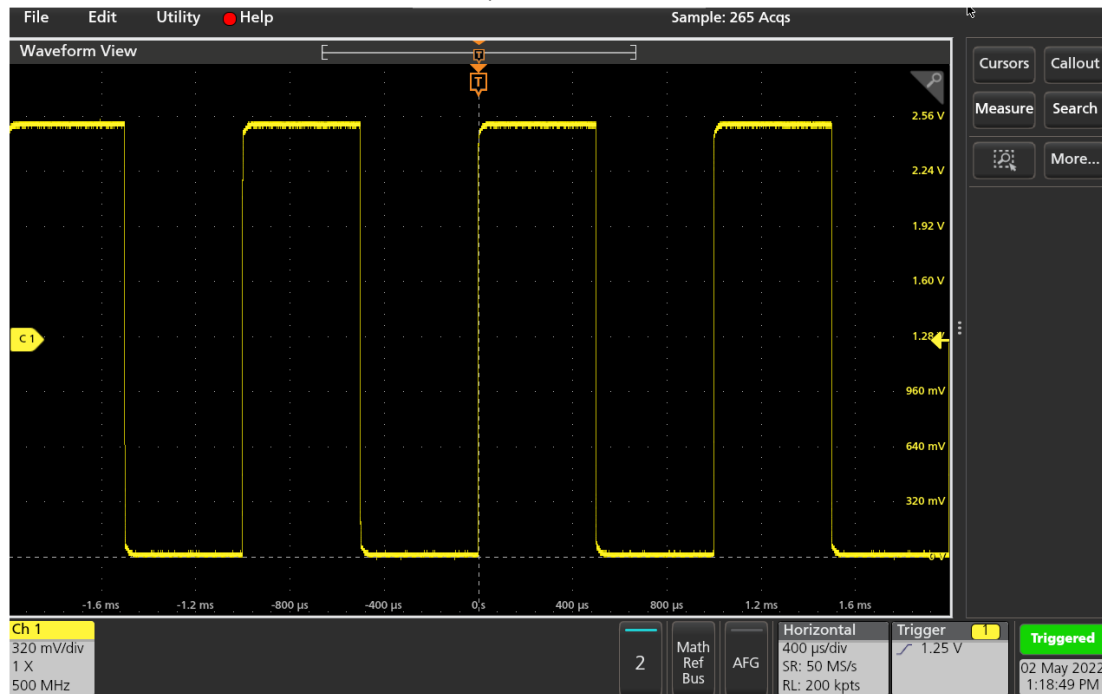 File Edit Utility Help Sample: 265 Acqs
Waveform View
T
T
Cursors Callout
Measure Search
More...
2.56 V
2.24 V
1.92 V
1.60 V
C 1
1.28 V
960 mV
640 mV
320 mV
0 V
-1.6 ms -1.2 ms -800 µs -400 µs 0 s 400 µs 800 µs 1.2 ms 1.6 ms
Ch 1
320 mV/div
1 X
500 MHz
2
Math
Ref
Bus
AFG
Horizontal
400 µs/div
SR: 50 MS/s
RL: 200 kpts
Trigger 1
1.25 V
Triggered
02 May 2022
1:18:49 PM